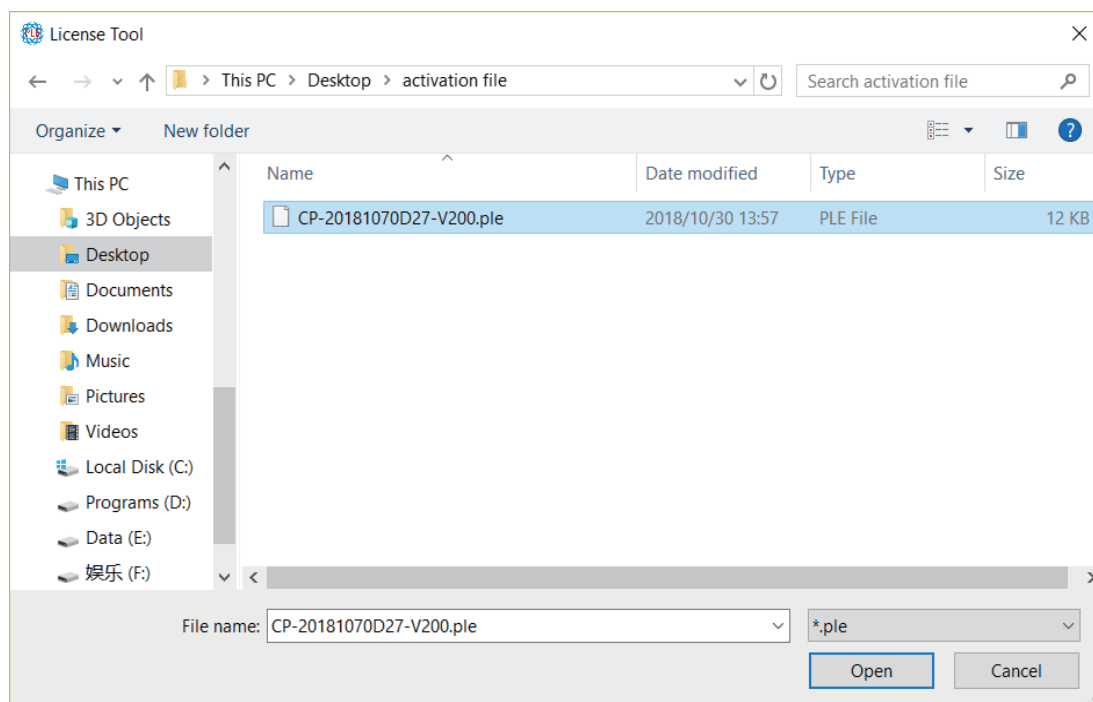 PLB License Tool
This PC > Desktop > activation file
Search activation file
Organize
New folder
?
Name
Date modified
Type
Size
CP-20181070D27-V200.ple
2018/10/30 13:57
PLE File
12 KB
This PC
3D Objects
Desktop
Documents
Downloads
Music
Pictures
Videos
Local Disk (C:)
Programs (D:)
Data (E:)
娱乐 (F:)
File name: CP-20181070D27-V200.ple
*.ple
Open
Cancel